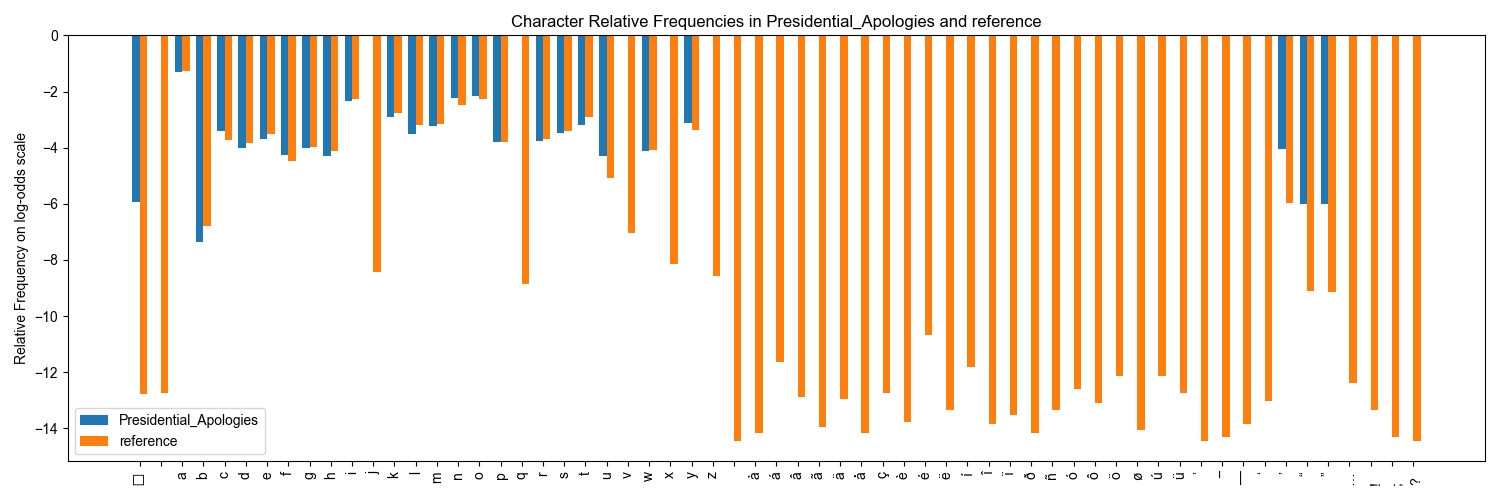 Character Relative Frequencies in Presidential_Apologies and reference
Relative Frequency on log-odds scale
0
−2
−4
−6
−8
−10
−12
−14
Presidential_Apologies
reference
□ a b c d e f g h i j k l m n o p q r s t u v w x y z à á â ã ä å ç è é ë í î ï ð ñ ó ô ö ø ú ü – — ‘ ’ “ ” … ! ?